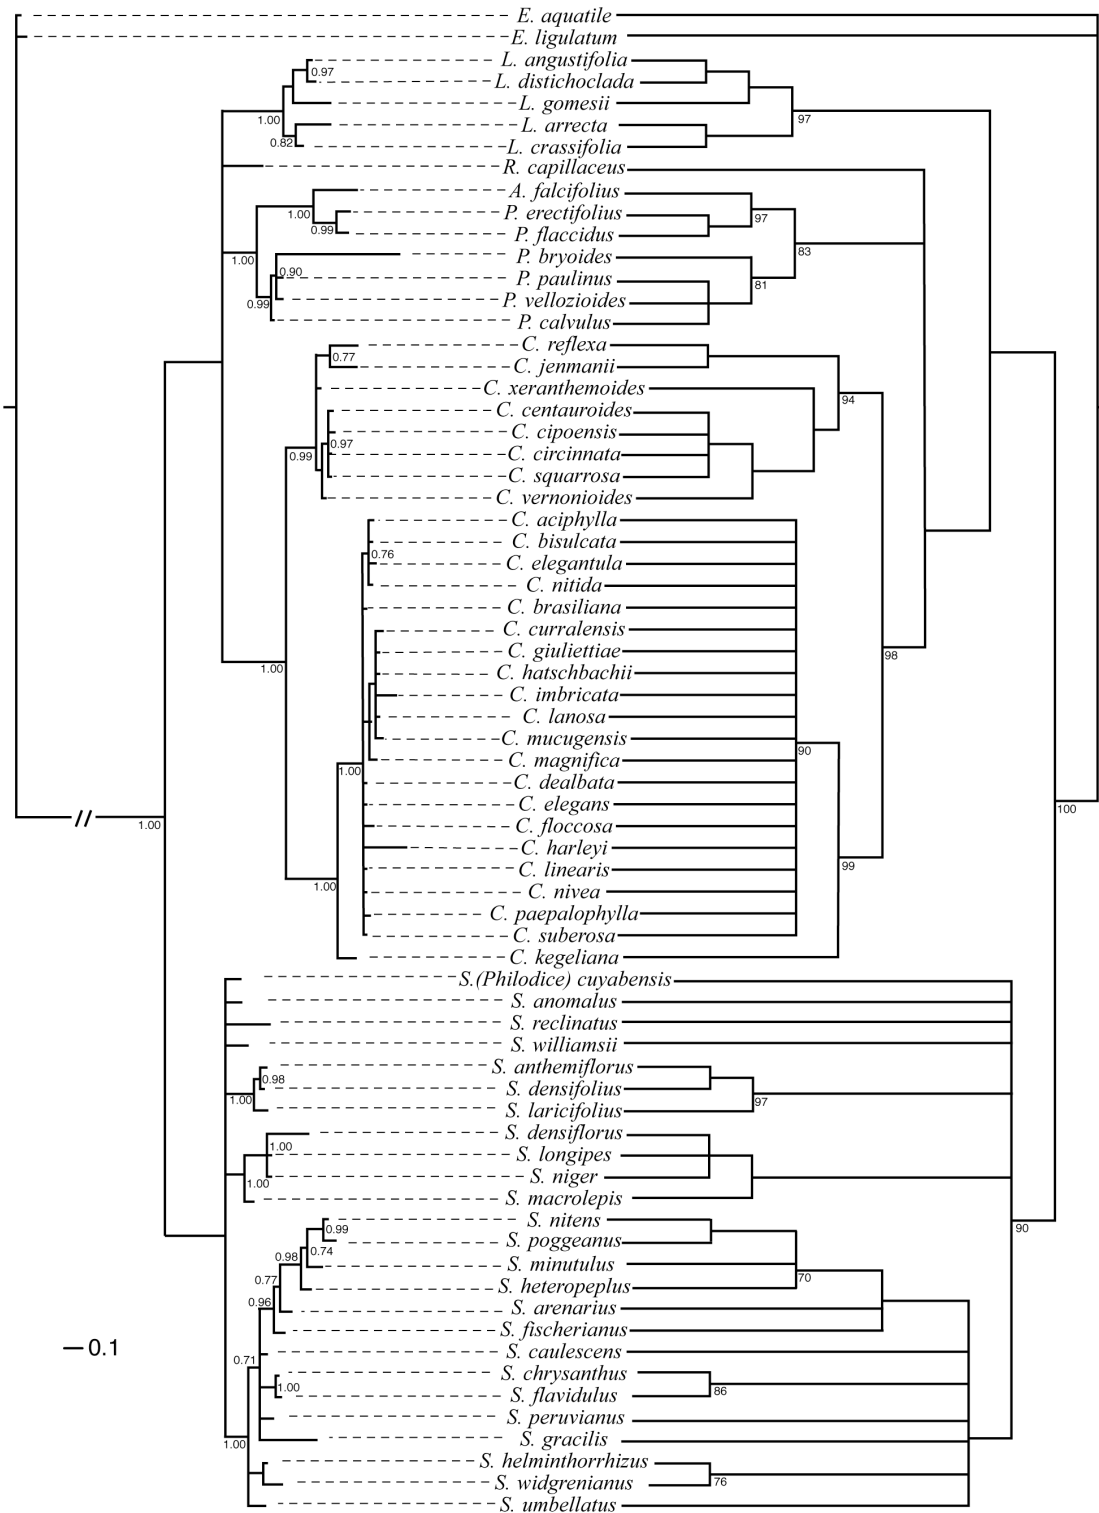 E. aquatile
E. ligulatum
L. angustifolia
0.97
L. distichoclada
L. gomesii
1.00
97
L. arrecta
0.82
L. crassifolia
R. capillaceus
A. falcifolius
1.00
P. erectifolius
97
0.99
P. flaccidus
83
1.00
P. bryoides
0.90
P. paulinus
81
0.99
P. vellozioides
P. calvulus
C. reflexa
0.77
C. jenmanii
C. xeranthemoides
94
C. centauroides
C. cipoensis
0.97
0.99
C. circinnata
C. squarrosa
C. vernonioides
C. aciphylla
C. bisulcata
0.76
C. elegantula
C. nitida
C. brasiliana
C. curralensis
C. giuliettiae
98
1.00
C. hatschbachii
C. imbricata
C. lanosa
C. mucugensis
90
C. magnifica
1.00
C. dealbata
C. elegans
100
1.00
C. floccosa
C. harleyi
C. linearis
99
1.00
C. nivea
C. paepalophylla
C. suberosa
C. kegeliana
S.(Philodice) cuyabensis
S. anomalus
S. reclinatus
S. williamsii
S. anthemiflorus
0.98
S. densifolius
1.00
97
S. laricifolius
S. densiflorus
1.00
S. longipes
S. niger
1.00
S. macrolepis
S. nitens
0.99
90
S. poggeanus
0.74
0.98
S. minutulus
70
0.77
S. heteropeplus
0.96
S. arenarius
S. fischerianus
0.1
S. caulescens
0.71
S. chrysanthus
1.00
86
S. flavidulus
S. peruvianus
S. gracilis
1.00
S. helminthorrhizus
S. widgrenianus
76
S. umbellatus